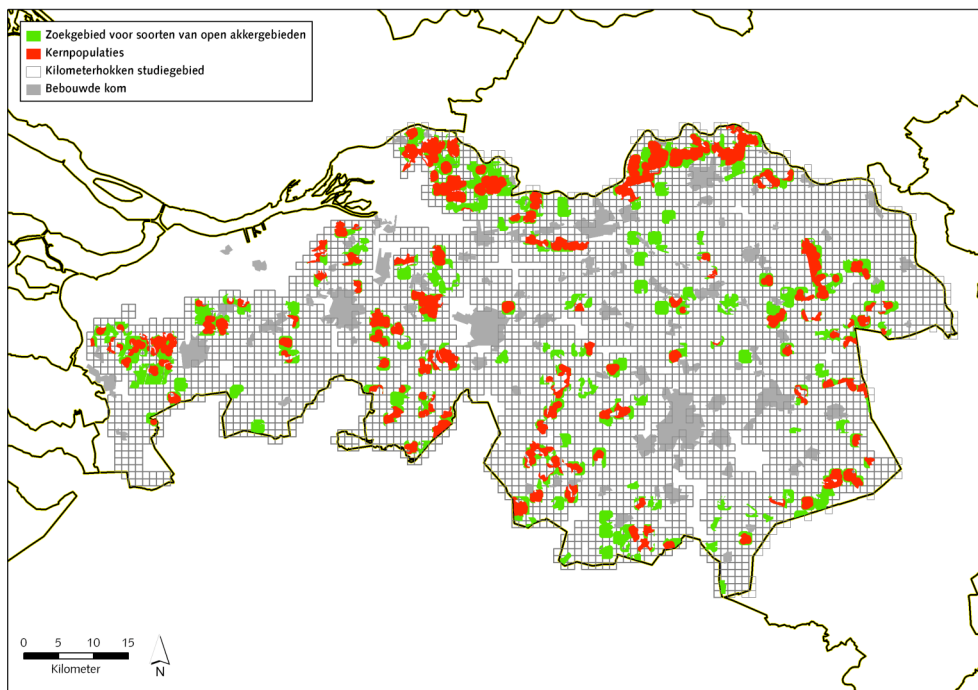 Zoekgebied voor soorten van open akkergebieden
Kernpopulaties
Kilometerhokken studiegebied
Bebouwde kom
0 5 10 15
Kilometer
N